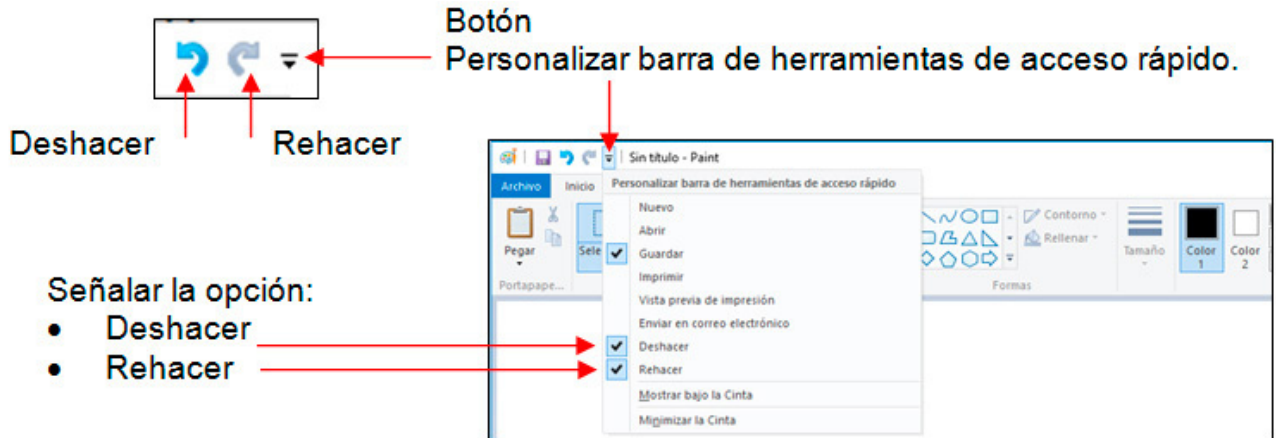 Botón
Personalizar barra de herramientas de acceso rápido.
Deshacer
Rehacer
Sin título - Paint
Archivo
Inicio
Personalizar barra de herramientas de acceso rápido
Nuevo
Abrir
Guardar
Imprimir
Vista previa de impresión
Enviar en correo electrónico
Deshacer
Rehacer
Mostrar bajo la Cinta
Minimizar la Cinta
Pegar
Sele
Portapape...
Contorno
Rellenar
Formas
Tamaño
Color
1
Color
2
Señalar la opción:
• Deshacer
• Rehacer